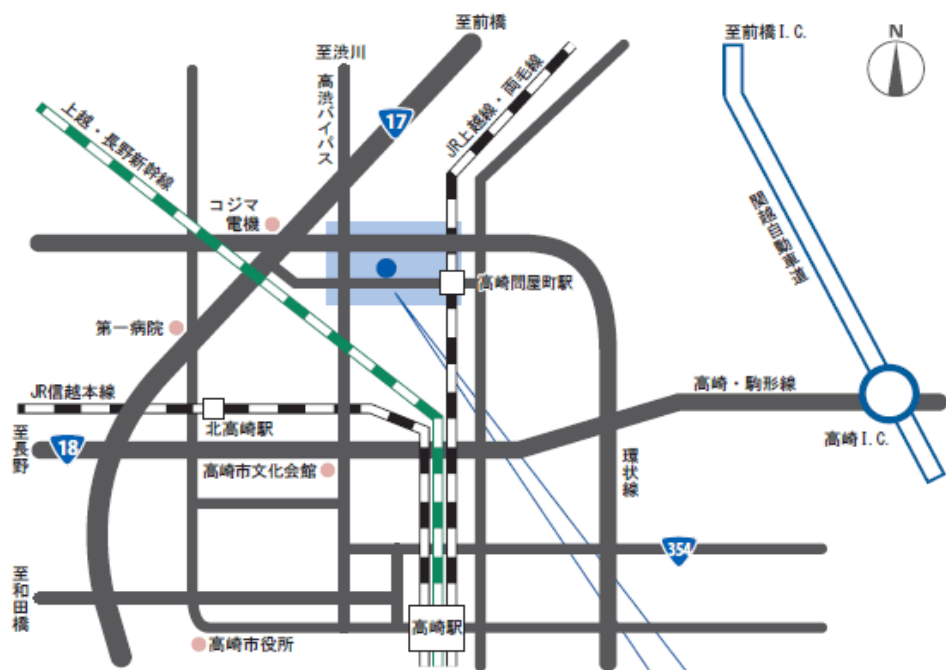 至前橋
至渋川
至前橋I.C.
N
高渋バイパス
17
JR上越線・両毛線
上越・長野新幹線
コジマ
電機
関越自動車道
高崎問屋町駅
第一病院
JR信越本線
高崎・駒形線
北高崎駅
至長野
18
高崎I.C.
高崎市文化会館
環状線
354
至和田橋
高崎駅
高崎市役所